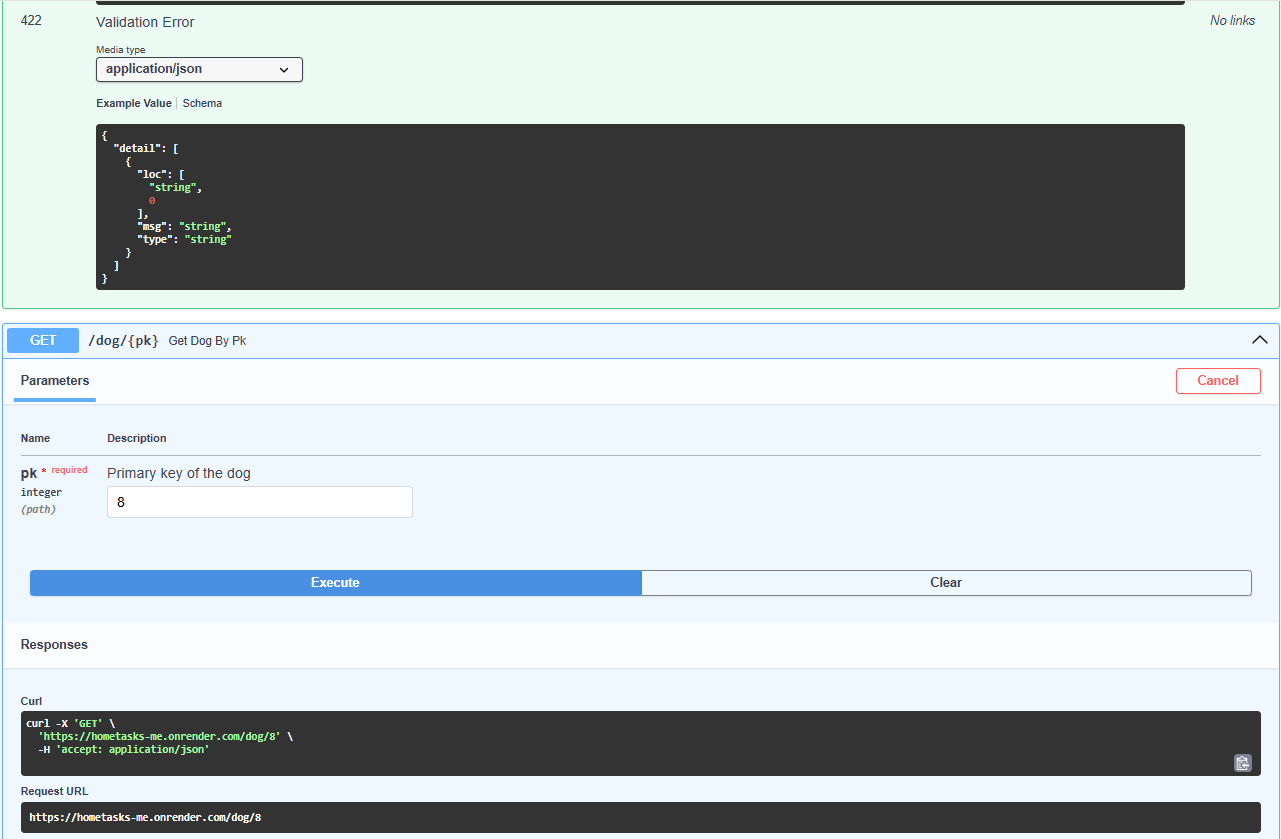 422
Validation Error
No links
Media type
application/json
Example Value
Schema
{
  "detail": [
    {
      "loc": [
        "string",
        0
      ],
      "msg": "string",
      "type": "string"
    }
  ]
}
GET /dog/{pk} Get Dog By Pk
Parameters
Cancel
Name Description
pk * required
integer
(path)
Primary key of the dog
8
Execute
Clear
Responses
Curl
curl -X 'GET' \
  'https://hometasks-me.onrender.com/dog/8' \
  -H 'accept: application/json'
Request URL
https://hometasks-me.onrender.com/dog/8